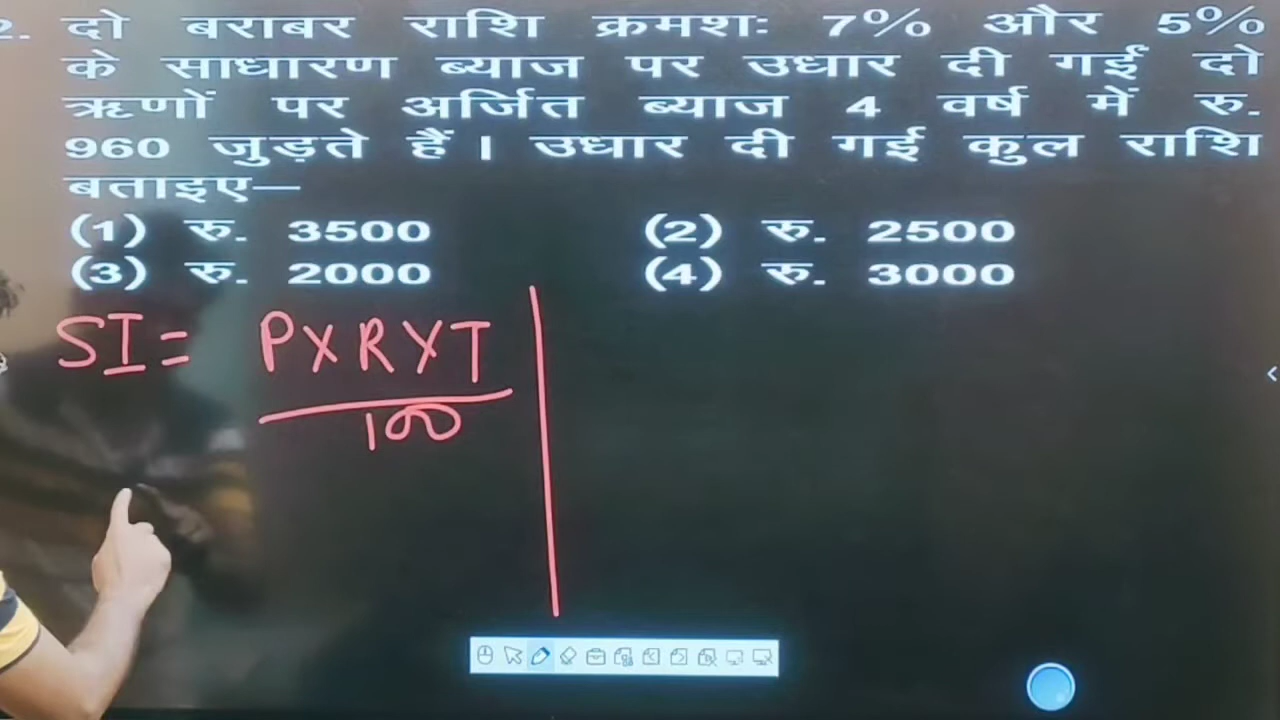 2. दो बराबर राशि क्रमशः 7% और 5%
के साधारण ब्याज पर उधार दी गईं दो
ऋणों पर अर्जित ब्याज 4 वर्ष में रु.
960 जुड़ते हैं। उधार दी गई कुल राशि
बताइए—
(1) रु. 3500 (2) रु. 2500
(3) रु. 2000 (4) रु. 3000
SI = P X R X T
100